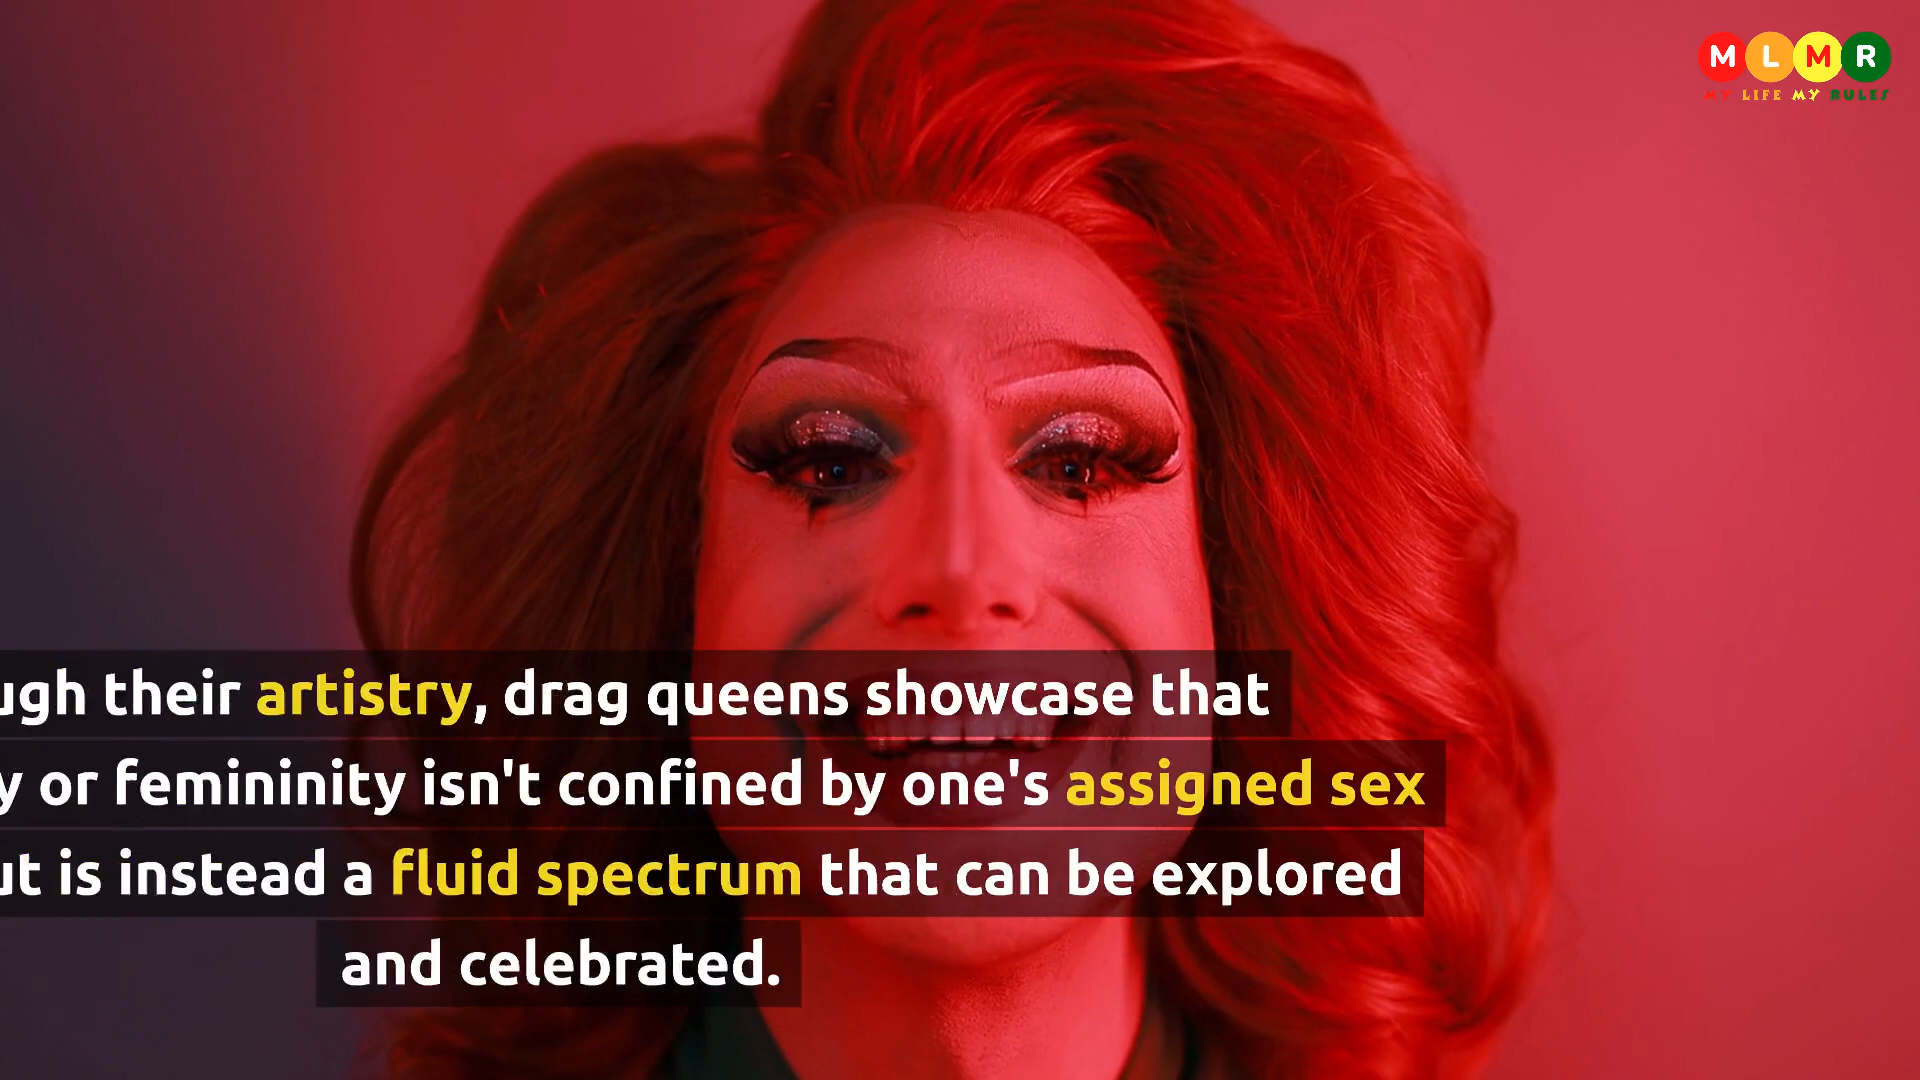 M L M R
MY LIFE MY RULES
ugh their artistry, drag queens showcase that
y or femininity isn't confined by one's assigned sex
ut is instead a fluid spectrum that can be explored
and celebrated.